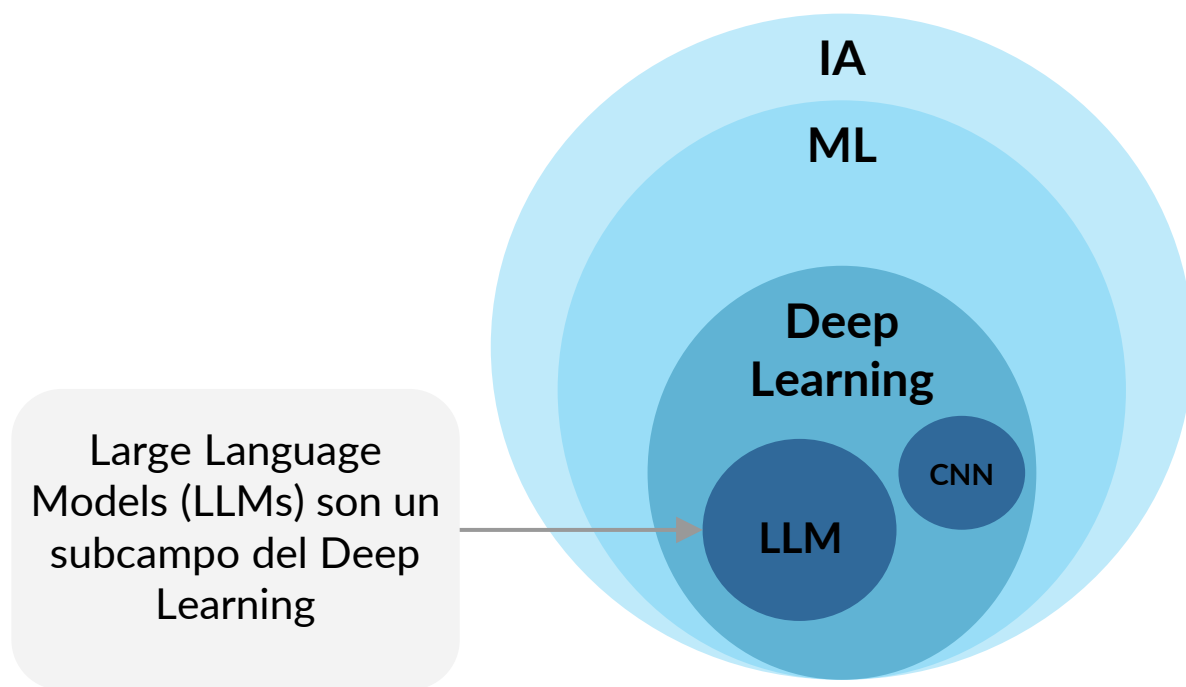 IA
ML
Deep
Learning
CNN
LLM
Large Language
Models (LLMs) son un
subcampo del Deep
Learning